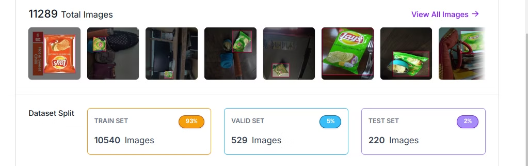 11289 Total Images
View All Images →
Dataset Split
TRAIN SET 93%
10540 Images
VALID SET 5%
529 Images
TEST SET 2%
220 Images